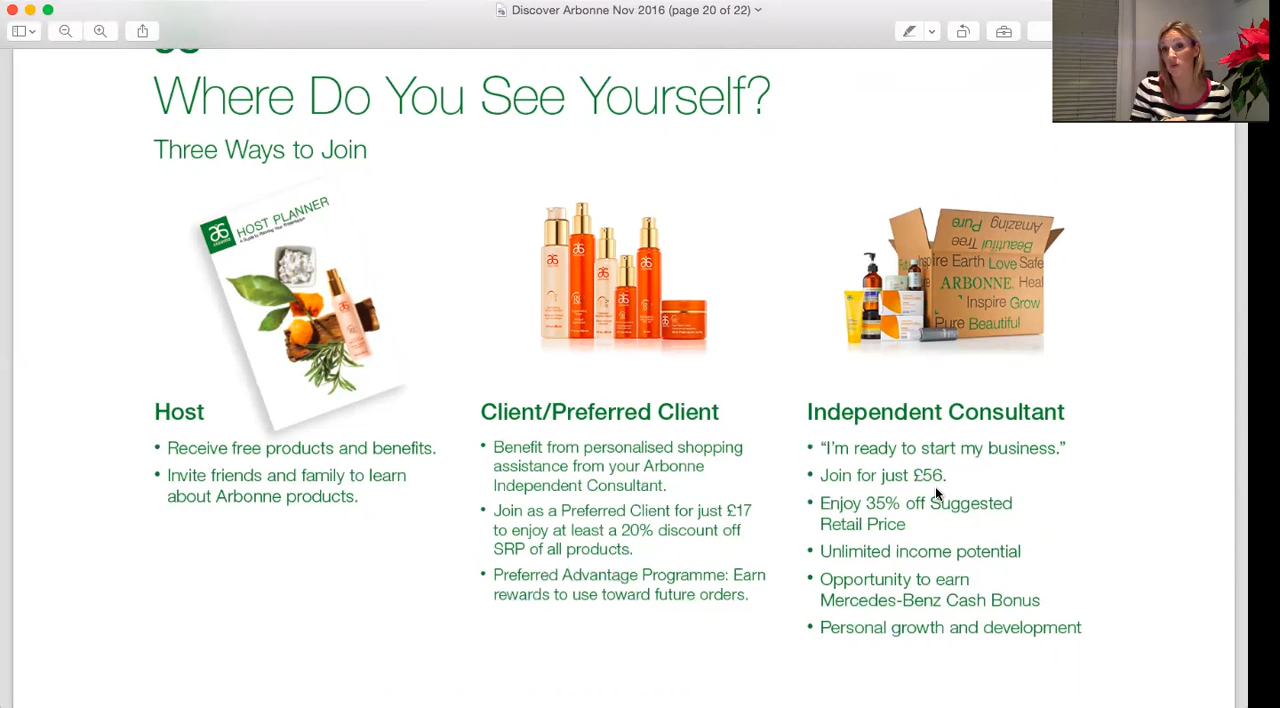 Discover Arbonne Nov 2016 (page 20 of 22)
Where Do You See Yourself?
Three Ways to Join
HOST PLANNER
ARBONNE
Amazing
Pure
Tree
Beautiful
ire Earth Love Safe
ARBONNE. Heal
Inspire Grow
Pure Beautiful
Host
• Receive free products and benefits.
• Invite friends and family to learn
about Arbonne products.
Client/Preferred Client
• Benefit from personalised shopping
assistance from your Arbonne
Independent Consultant.
• Join as a Preferred Client for just £17
to enjoy at least a 20% discount off
SRP of all products.
• Preferred Advantage Programme: Earn
rewards to use toward future orders.
Independent Consultant
• “I’m ready to start my business.”
• Join for just £56.
• Enjoy 35% off Suggested
Retail Price
• Unlimited income potential
• Opportunity to earn
Mercedes-Benz Cash Bonus
• Personal growth and development